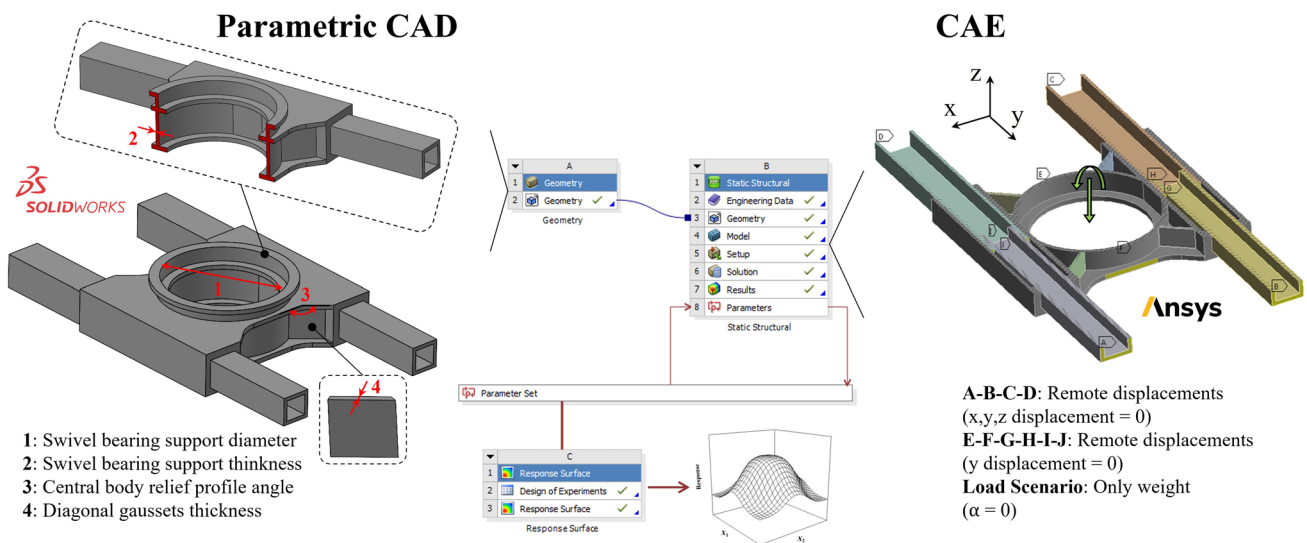 Parametric CAD
CAE
2
3DS
SOLIDWORKS
1
3
4
1: Swivel bearing support diameter
2: Swivel bearing support thinkness
3: Central body relief profile angle
4: Diagonal gaussets thickness
A
1 Geometry
2 Geometry
Geometry
B
1 Static Structural
2 Engineering Data
3 Geometry
4 Model
5 Setup
6 Solution
7 Results
8 Parameters
Static Structural
Parameter Set
C
1 Response Surface
2 Design of Experiments
3 Response Surface
Response Surface
Response
X1
X2
z
x
y
C
D
E
H
G
F
I
J
B
A
Ansys
A-B-C-D: Remote displacements
(x,y,z displacement = 0)
E-F-G-H-I-J: Remote displacements
(y displacement = 0)
Load Scenario: Only weight
(α = 0)